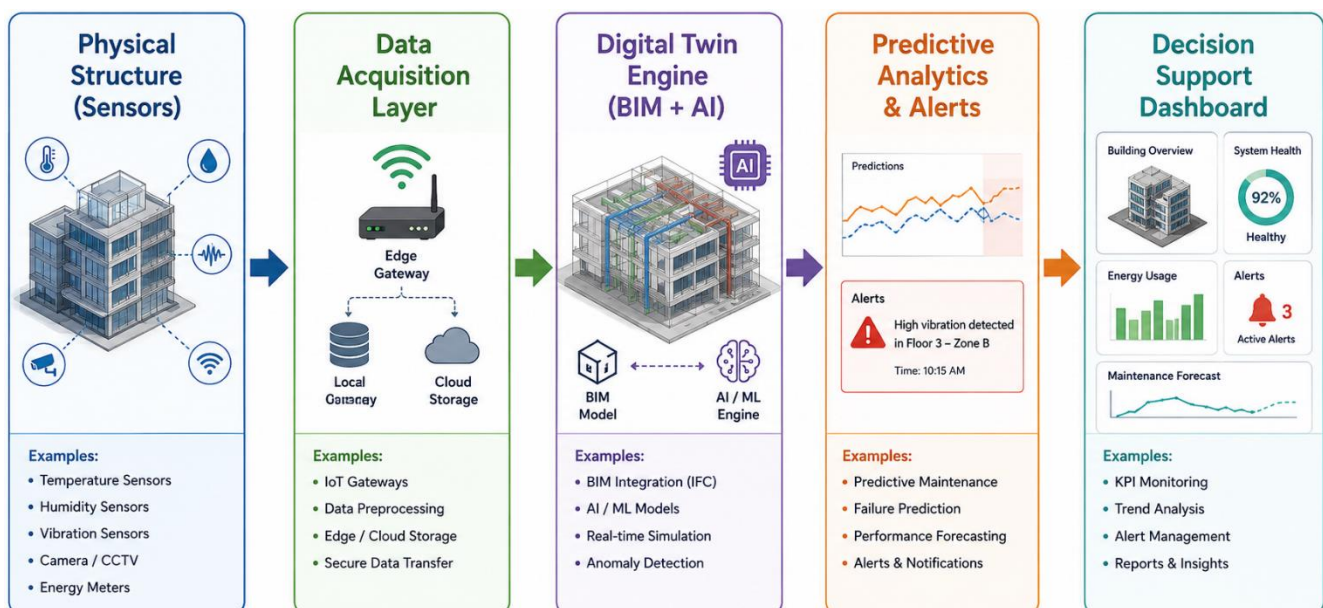 Physical
Structure
(Sensors)
Examples:
• Temperature Sensors
• Humidity Sensors
• Vibration Sensors
• Camera / CCTV
• Energy Meters
Data
Acquisition
Layer
Edge
Gateway
Local
Cloud
Storage
Examples:
• IoT Gateways
• Data Preprocessing
• Edge / Cloud Storage
• Secure Data Transfer
Digital Twin
Engine
(BIM + AI)
AI
BIM
Model
AI / ML
Engine
Examples:
• BIM Integration (IFC)
• AI / ML Models
• Real-time Simulation
• Anomaly Detection
Predictive
Analytics
& Alerts
Predictions
Alerts
High vibration detected
in Floor 3 – Zone B
Time: 10:15 AM
Examples:
• Predictive Maintenance
• Failure Prediction
• Performance Forecasting
• Alerts & Notifications
Decision
Support
Dashboard
Building Overview
System Health
92%
Healthy
Energy Usage
Alerts
3
Active Alerts
Maintenance Forecast
Examples:
• KPI Monitoring
• Trend Analysis
• Alert Management
• Reports & Insights